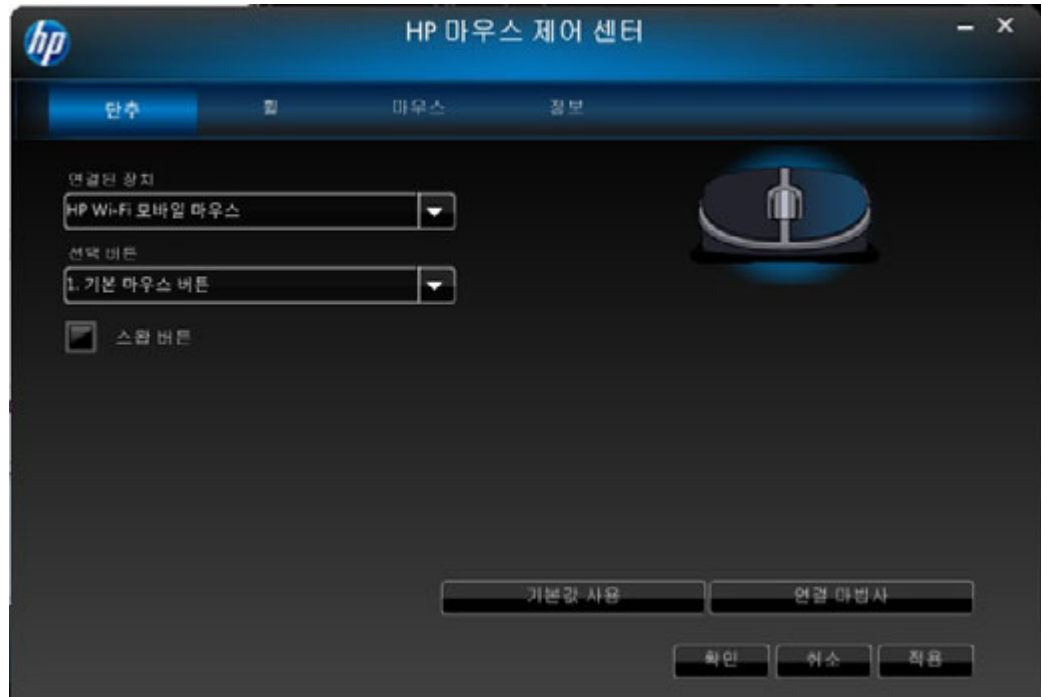 hp
HP 마우스 제어 센터
단추 휠 마우스 정보
연결된 장치
HP Wi-Fi 모바일 마우스
선택 버튼
1. 기본 마우스 버튼
스왑 버튼
기본값 사용 연결 마법사
확인 취소 적용